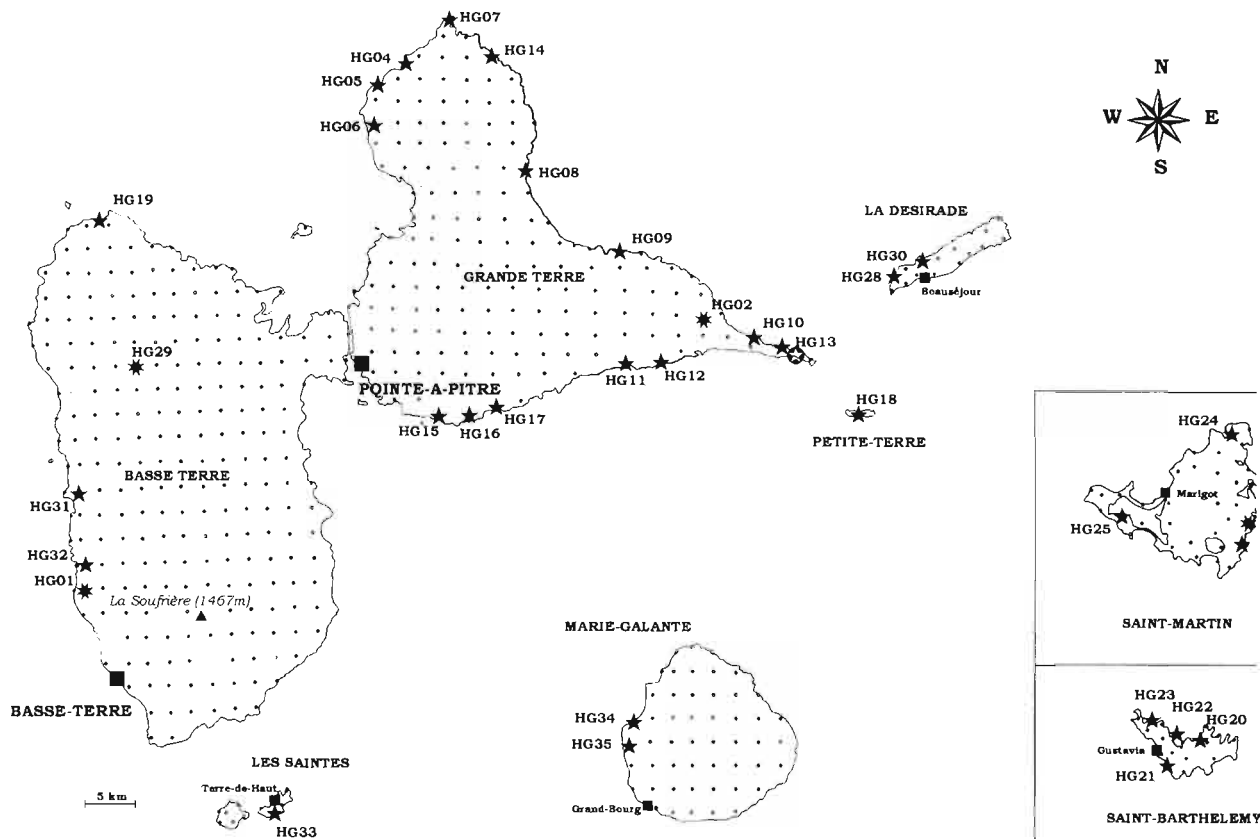 HG07
HG04
HG14
HG05
HG06
N
W E
S
HG08
HG19
LA DESIRADE
HG09
HG30
GRANDE TERRE
HG28
Beauséjour
HG02
HG10
HG13
HG29
HG11
HG12
POINTE-A-PITRE
HG18
HG17
HG15
HG16
PETITE-TERRE
HG24
BASSE TERRE
Marigot
HG31
HG25
HG32
HG01
La Soufrière (1467m)
SAINT-MARTIN
MARIE-GALANTE
BASSE-TERRE
HG34
HG35
HG23
HG22
HG20
Gustavia
HG21
LES SAINTES
Terre-de-Haut
5 km
Grand-Bourg
HG33
SAINT-BARTHELEMY